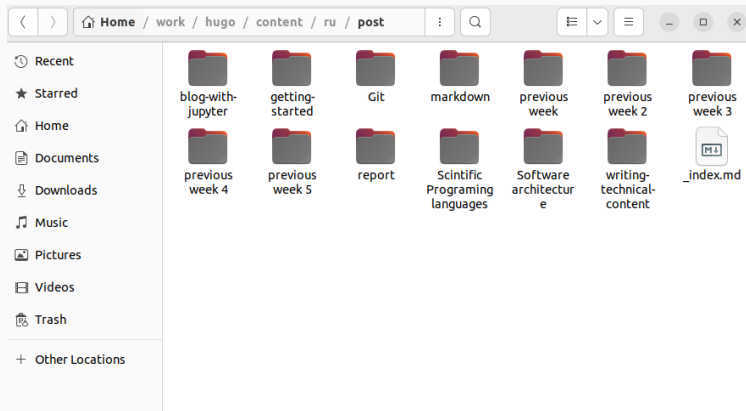 Home / work / hugo / content / ru / post
Recent
Starred
Home
Documents
Downloads
Music
Pictures
Videos
Trash
+ Other Locations
blog-with-
jupyter
getting-
started
Git
markdown
previous
week
previous
week 2
previous
week 3
previous
week 4
previous
week 5
report
Scintific
Programing
languages
Software
architectur
e
writing-
technical-
content
M↓
_index.md